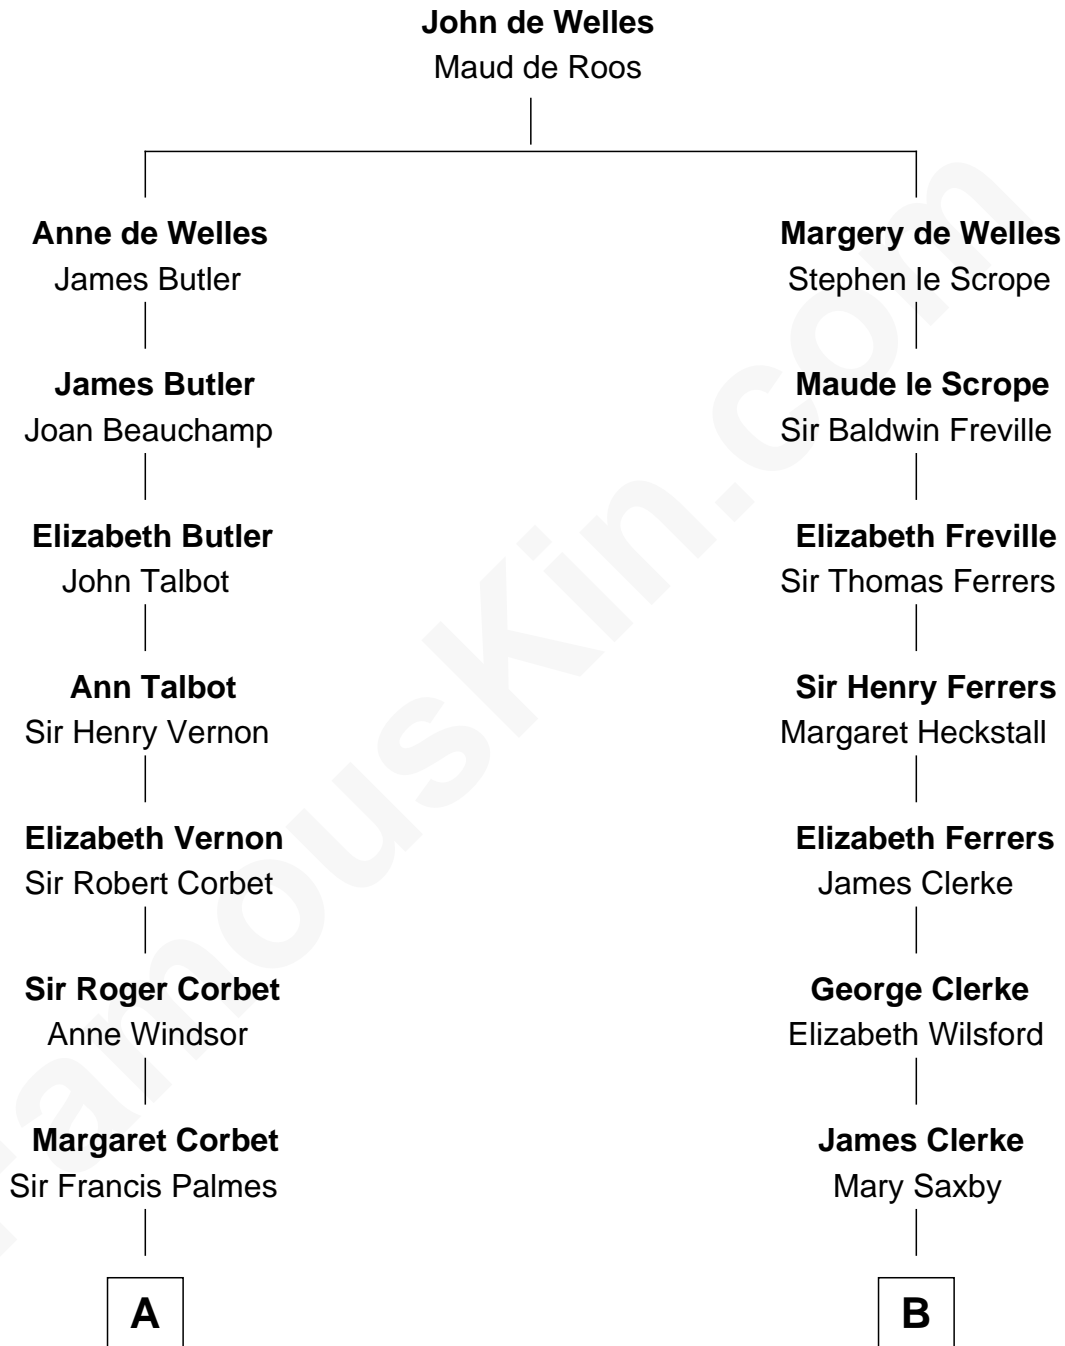 John de Welles
Maud de Roos
Anne de Welles
James Butler
Margery de Welles
Stephen le Scrope
James Butler
Joan Beauchamp
Maude le Scrope
Sir Baldwin Freville
Elizabeth Butler
John Talbot
Elizabeth Freville
Sir Thomas Ferrers
Ann Talbot
Sir Henry Vernon
Sir Henry Ferrers
Margaret Heckstall
Elizabeth Vernon
Sir Robert Corbet
Elizabeth Ferrers
James Clerke
Sir Roger Corbet
Anne Windsor
George Clerke
Elizabeth Wilsford
Margaret Corbet
Sir Francis Palmes
James Clerke
Mary Saxby
A
B
FamousKin.com